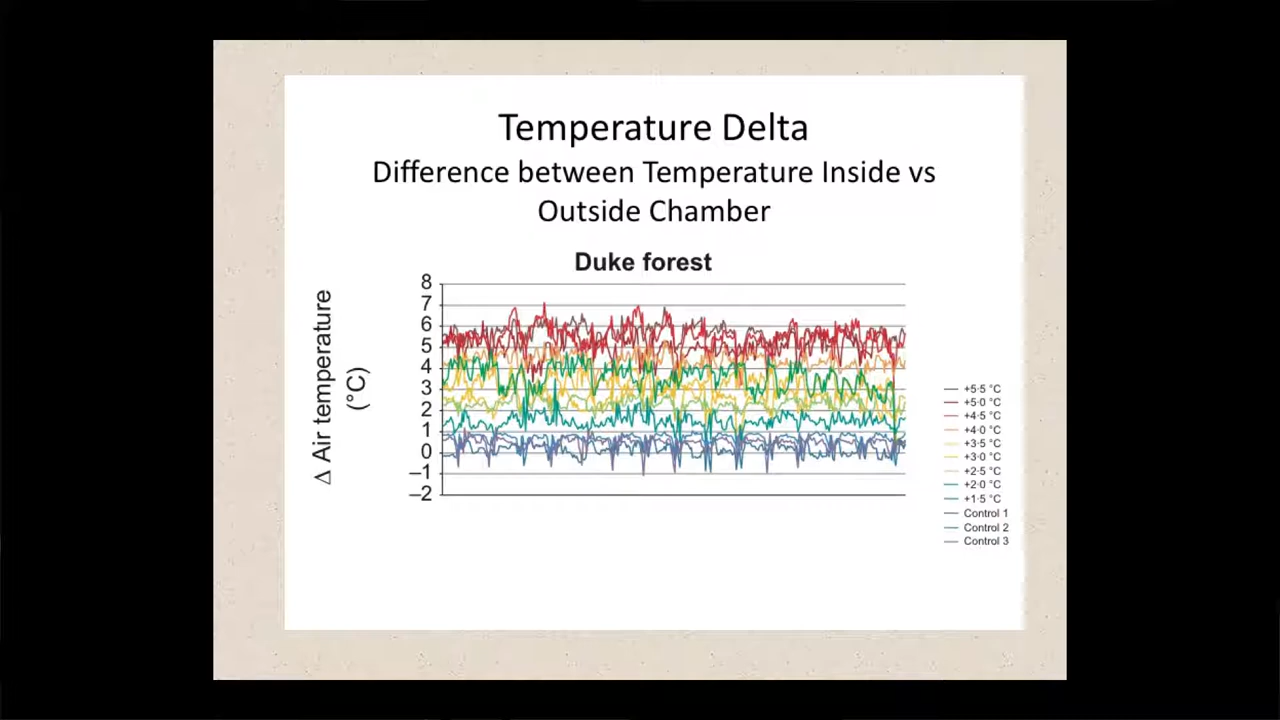 Temperature Delta
Difference between Temperature Inside vs
Outside Chamber
Duke forest
Δ Air temperature
(°C)
8
7
6
5
4
3
2
1
0
–1
–2
+5·5 °C
+5·0 °C
+4·5 °C
+4·0 °C
+3·5 °C
+3·0 °C
+2·5 °C
+2·0 °C
+1·5 °C
Control 1
Control 2
Control 3